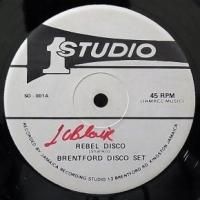 1
STUDIO
SO - 001A
45 RPM
(JAMREC MUSIC)
REBEL DISCO
BRENTFORD DISCO SET
RECORDED BY JAMAICA RECORDING STUDIO 13 BRENTFORD RD. KINGSTON JAMAICA